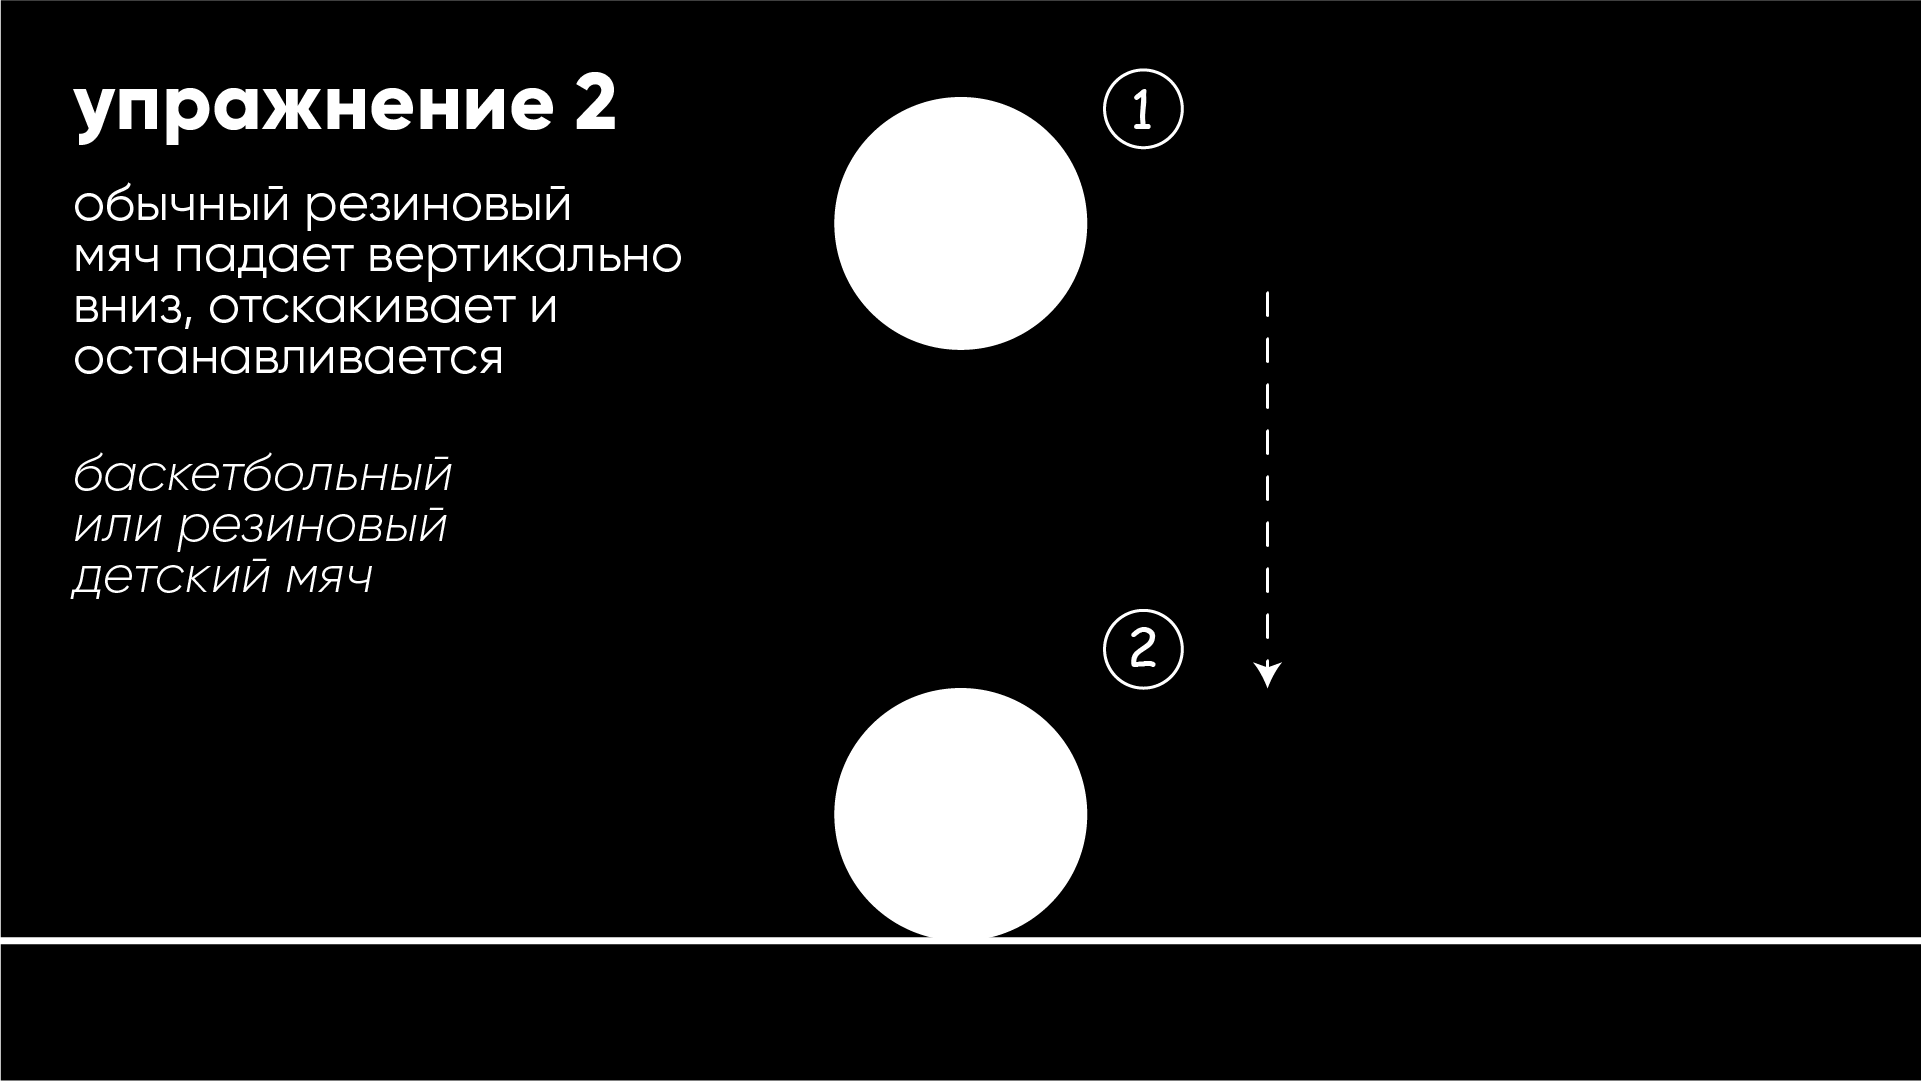 упражнение 2
обычный резиновый
мяч падает вертикально
вниз, отскакивает и
останавливается
баскетбольный
или резиновый
детский мяч
1
2